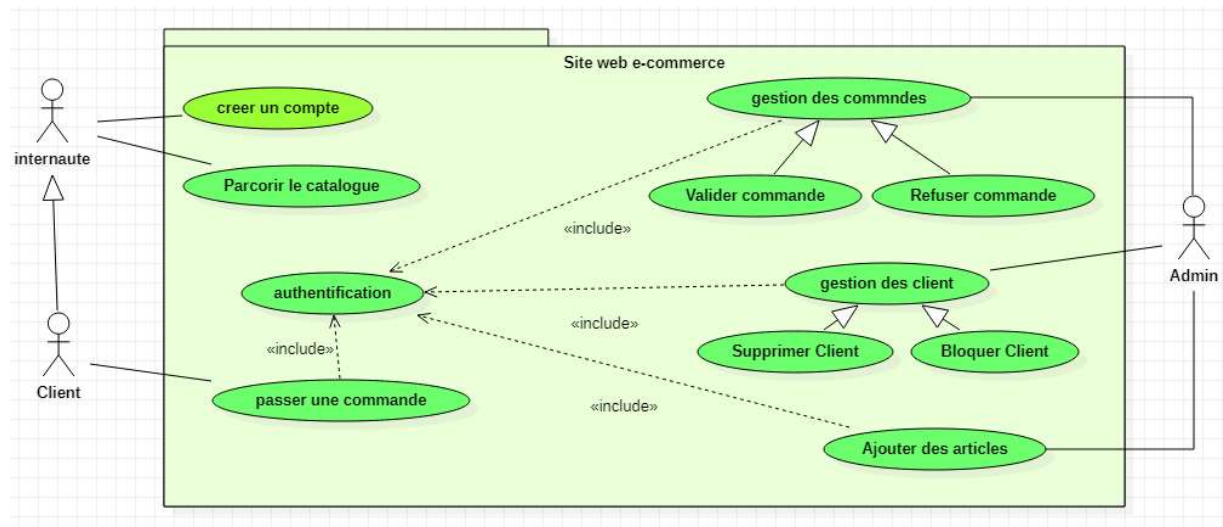 Site web e-commerce
creer un compte
gestion des commndes
internaute
Parcorir le catalogue
Valider commande
Refuser commande
«include»
Admin
authentification
gestion des client
«include»
«include»
Supprimer Client
Bloquer Client
Client
passer une commande
«include»
Ajouter des articles